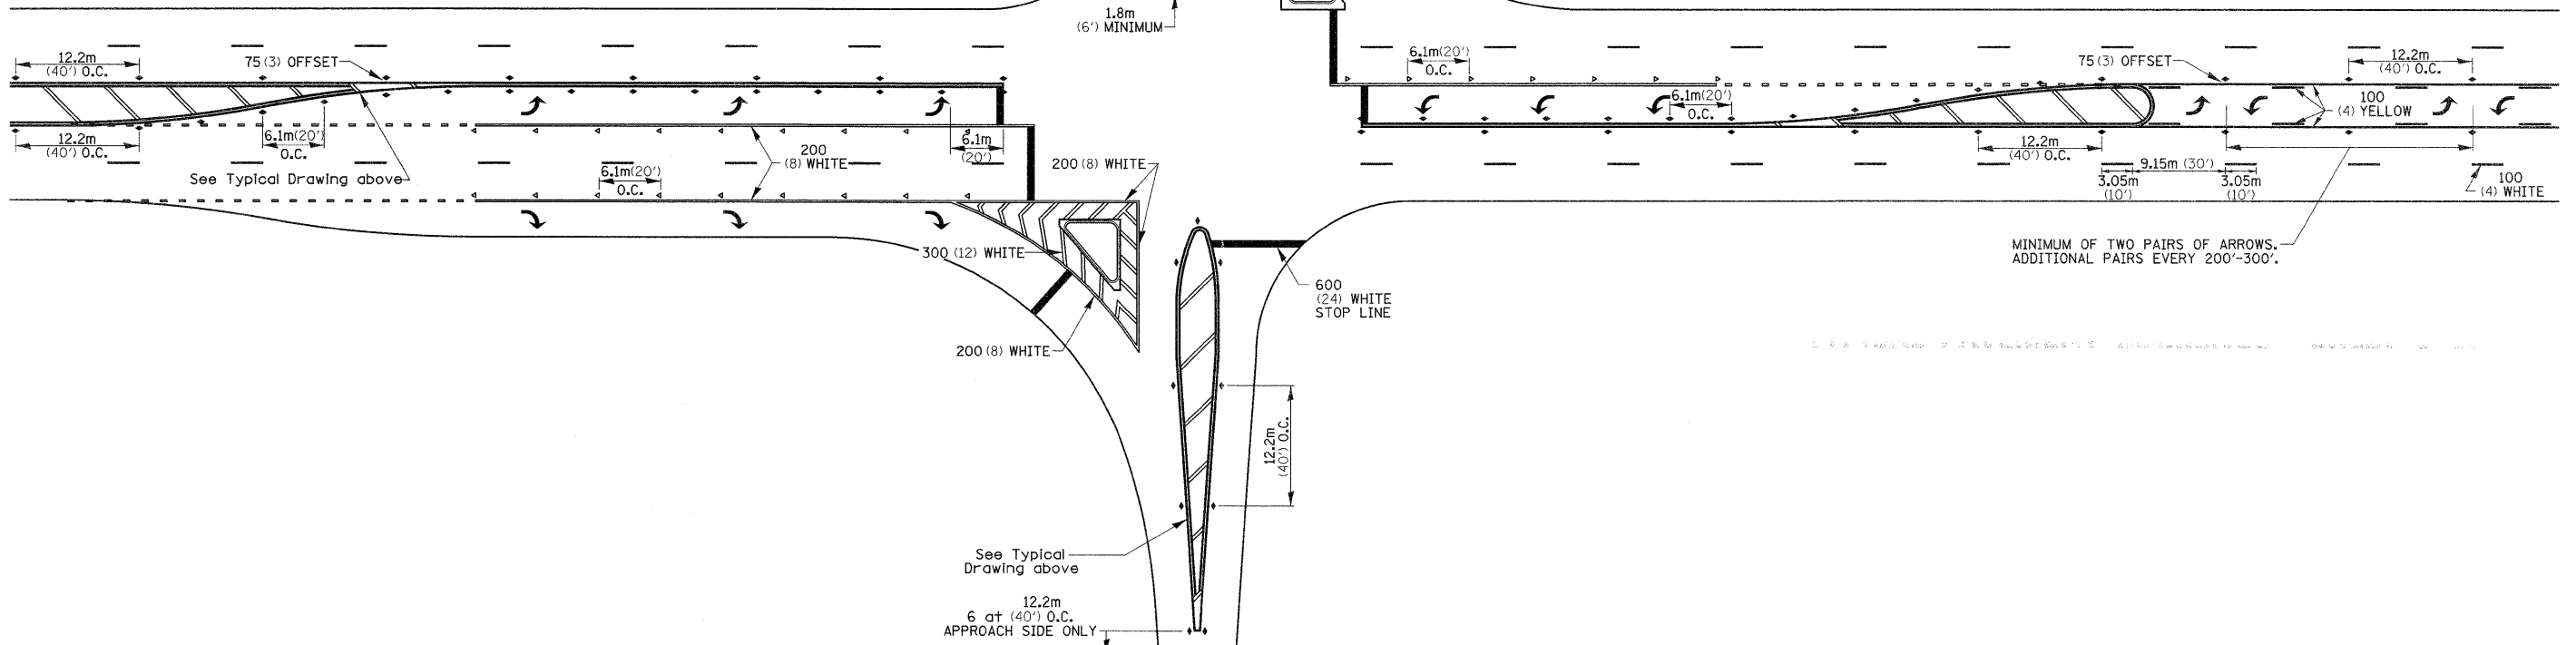 1.8m
(6') MINIMUM
12.2m
(40') O.C.
75 (3) OFFSET
6.1m(20')
O.C.
75 (3) OFFSET
12.2m
(40') O.C.
6.1m(20')
O.C.
100
(4) YELLOW
12.2m
(40') O.C.
6.1m(20')
O.C.
See Typical Drawing above
200
(8) WHITE
6.1m
(20')
200 (8) WHITE
6.1m(20')
O.C.
12.2m
(40') O.C.
9.15m (30')
3.05m
(10')
3.05m
(10')
100
(4) WHITE
300 (12) WHITE
MINIMUM OF TWO PAIRS OF ARROWS.
ADDITIONAL PAIRS EVERY 200'-300'.
600
(24) WHITE
STOP LINE
200 (8) WHITE
12.2m
(40') O.C.
See Typical
Drawing above
12.2m
6 at (40') O.C.
APPROACH SIDE ONLY